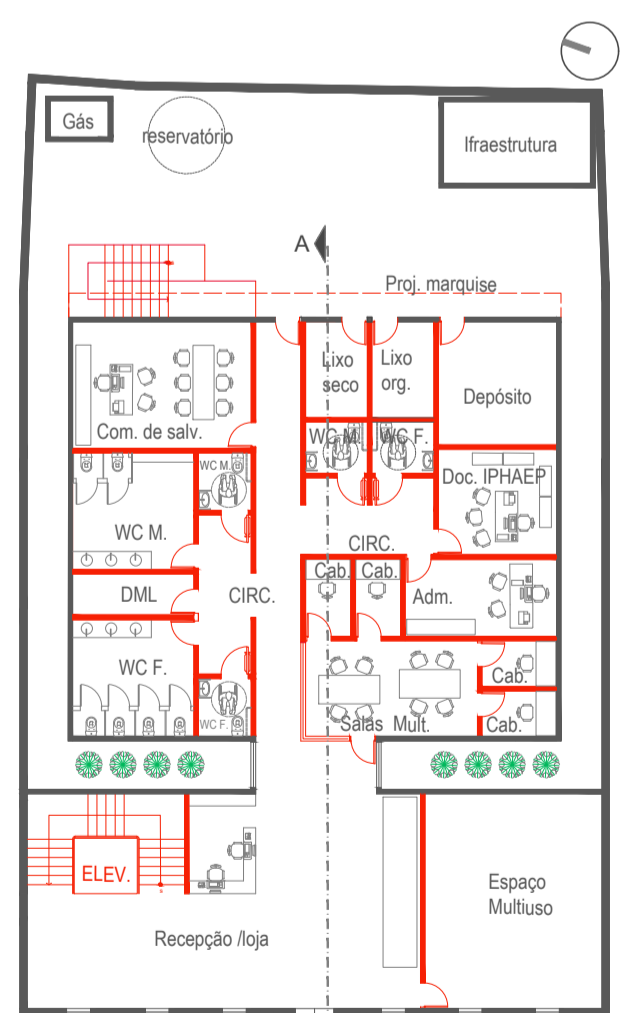 Gás
reservatório
Ifraestrutura
A
Proj. marquise
Lixo
seco
Lixo
org.
Depósito
Com. de salv.
WC M.
WC F.
WC M.
Doc. IPHAEP
WC M.
CIRC.
Cab.
Cab.
DML
CIRC.
Adm.
WC F.
Cab.
WC F.
Salas Mult.
Cab.
ELEV.
Espaço
Multiuso
Recepção /loja